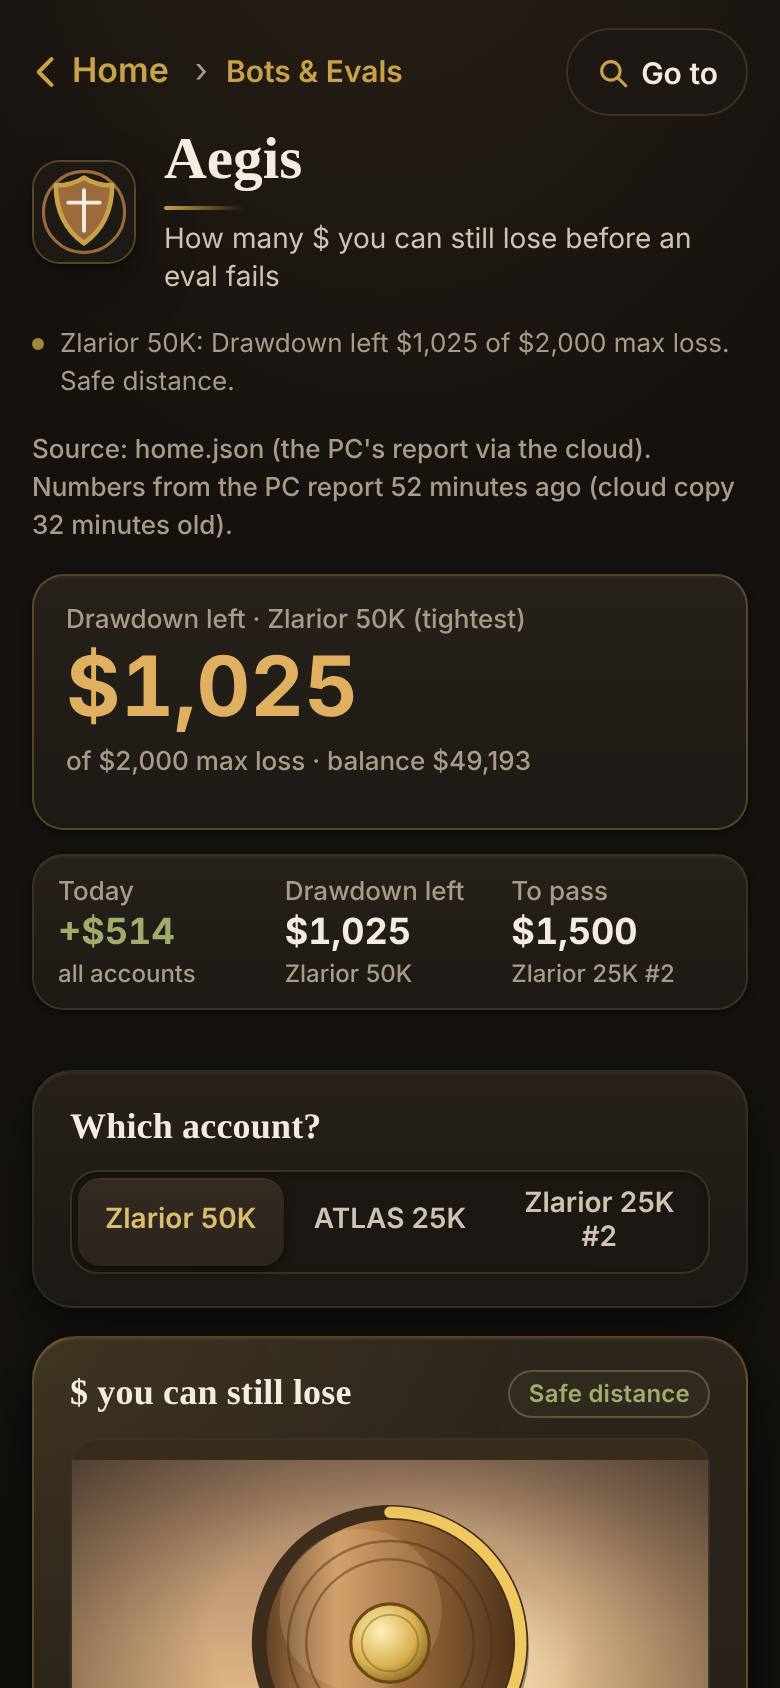 Home › Bots & Evals
Go to
Aegis
How many $ you can still lose before an
eval fails
Zlarior 50K: Drawdown left $1,025 of $2,000 max loss.
Safe distance.
Source: home.json (the PC's report via the cloud).
Numbers from the PC report 52 minutes ago (cloud copy
32 minutes old).
Drawdown left · Zlarior 50K (tightest)
$1,025
of $2,000 max loss · balance $49,193
Today
+$514
all accounts
Drawdown left
$1,025
Zlarior 50K
To pass
$1,500
Zlarior 25K #2
Which account?
Zlarior 50K
ATLAS 25K
Zlarior 25K
#2
$ you can still lose
Safe distance